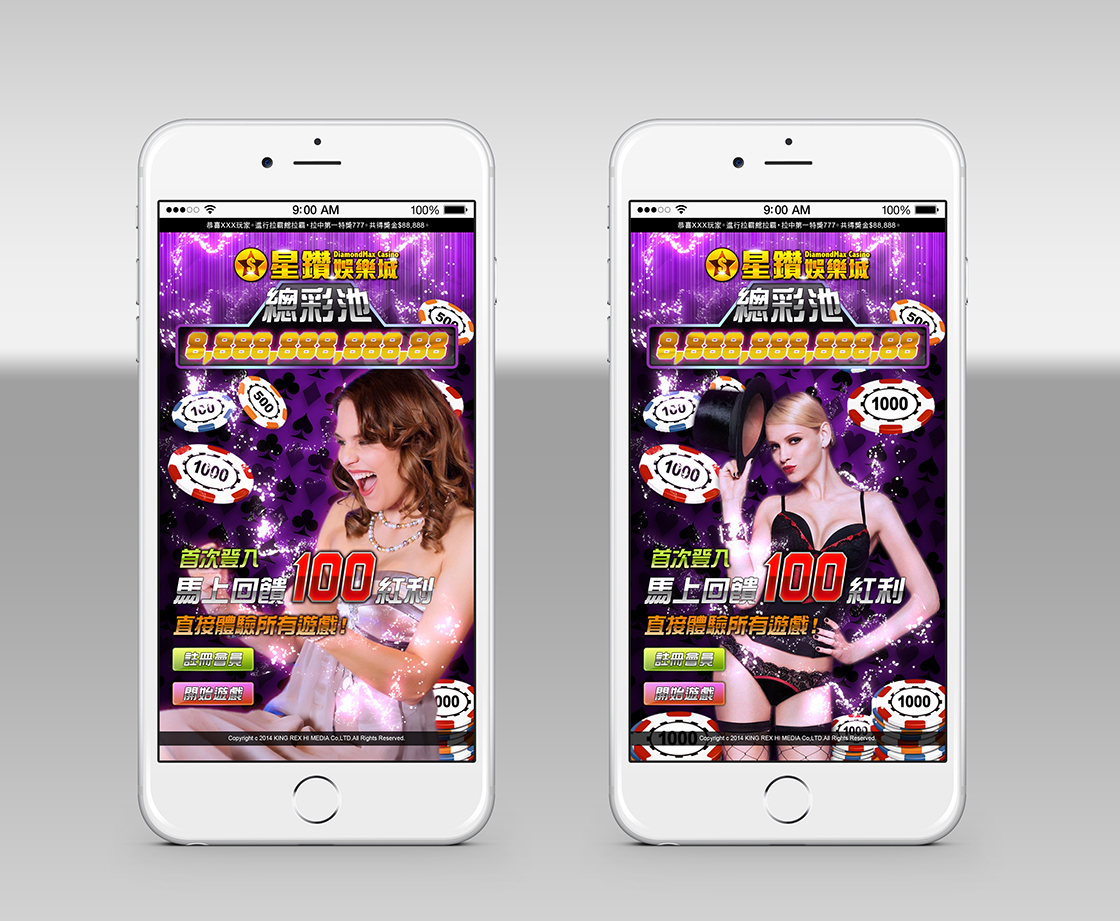 9:00 AM
100%
恭喜XXX玩家。進行拉霸館拉霸，拉中第一特獎777。共得獎金$88,888。
DiamondMax Casino
星鑽娛樂城
總彩池
8,888,888,888,88
500
100
500
1000
首次登入
馬上回饋100紅利
直接體驗所有遊戲!
註冊會員
開始遊戲
000
Copyright c 2014 KING REX HI MEDIA Co,LTD.All Rights Reserved.
9:00 AM
100%
恭喜XXX玩家。進行拉霸館拉霸，拉中第一特獎777。共得獎金$88,888。
DiamondMax Casino
星鑽娛樂城
總彩池
8,888,888,888,88
500
100
1000
1000
首次登入
馬上回饋100紅利
直接體驗所有遊戲!
註冊會員
開始遊戲
1000
1000
1000
Copyright c 2014 KING REX HI MEDIA Co,LTD.All Rights Reserved.